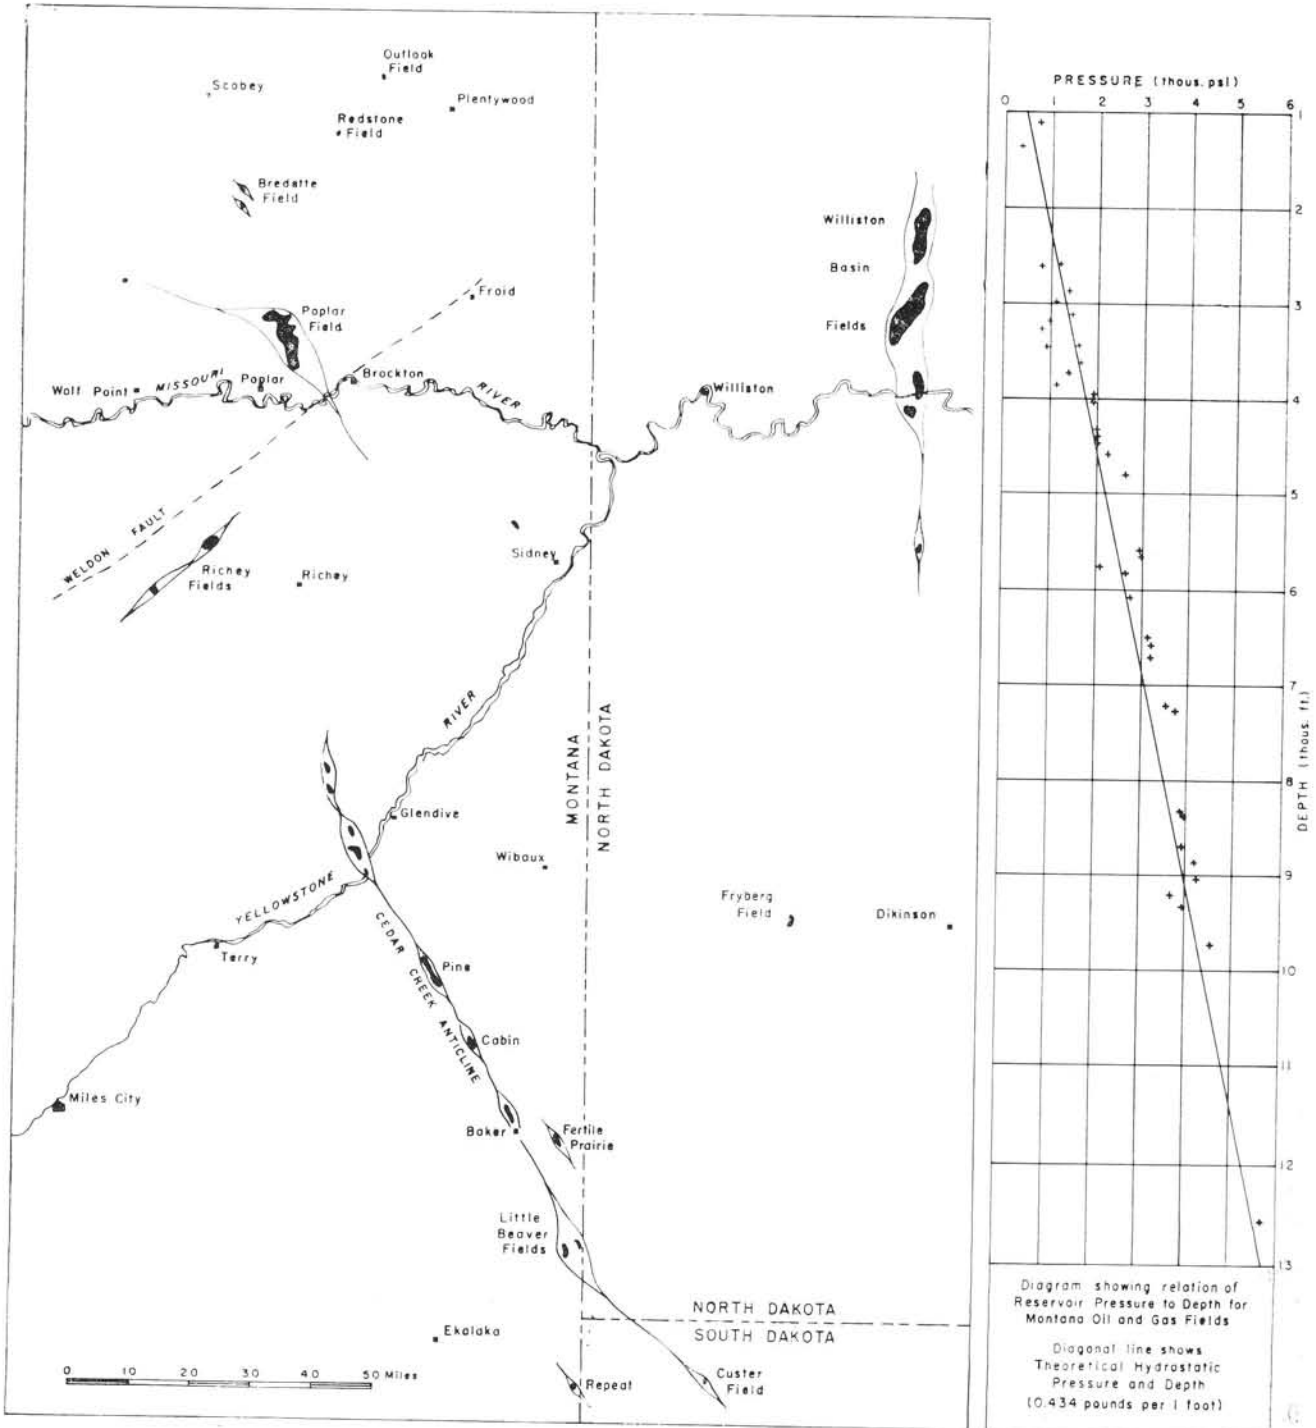 Outlook
Field
Scobey
Plentywood
Redstone
Field
Bredette
Field
Williston
Basin
Fields
Froid
Poplar
Field
Wolf Point
MISSOURI
Poplar
Brockton
RIVER
Williston
WELDON FAULT
Richey
Fields
Richey
Sidney
RIVER
MONTANA
NORTH DAKOTA
Glendive
Wibaux
YELLOWSTONE
Terry
Fryberg
Field
Dikinson
CEDAR CREEK ANTICLINE
Pine
Cabin
Miles City
Baker
Fertile
Prairie
Little
Beaver
Fields
NORTH DAKOTA
SOUTH DAKOTA
Ekalaka
0 10 20 30 40 50 Miles
Repeat
Custer
Field
PRESSURE (thous. psi)
0 1 2 3 4 5 6
1
2
3
4
5
6
7
8
9
10
11
12
13
DEPTH (thous. ft.)
Diagram showing relation of
Reservoir Pressure to Depth for
Montana Oil and Gas Fields
Diagonal line shows
Theoretical Hydrostatic
Pressure and Depth
(0.434 pounds per 1 foot)